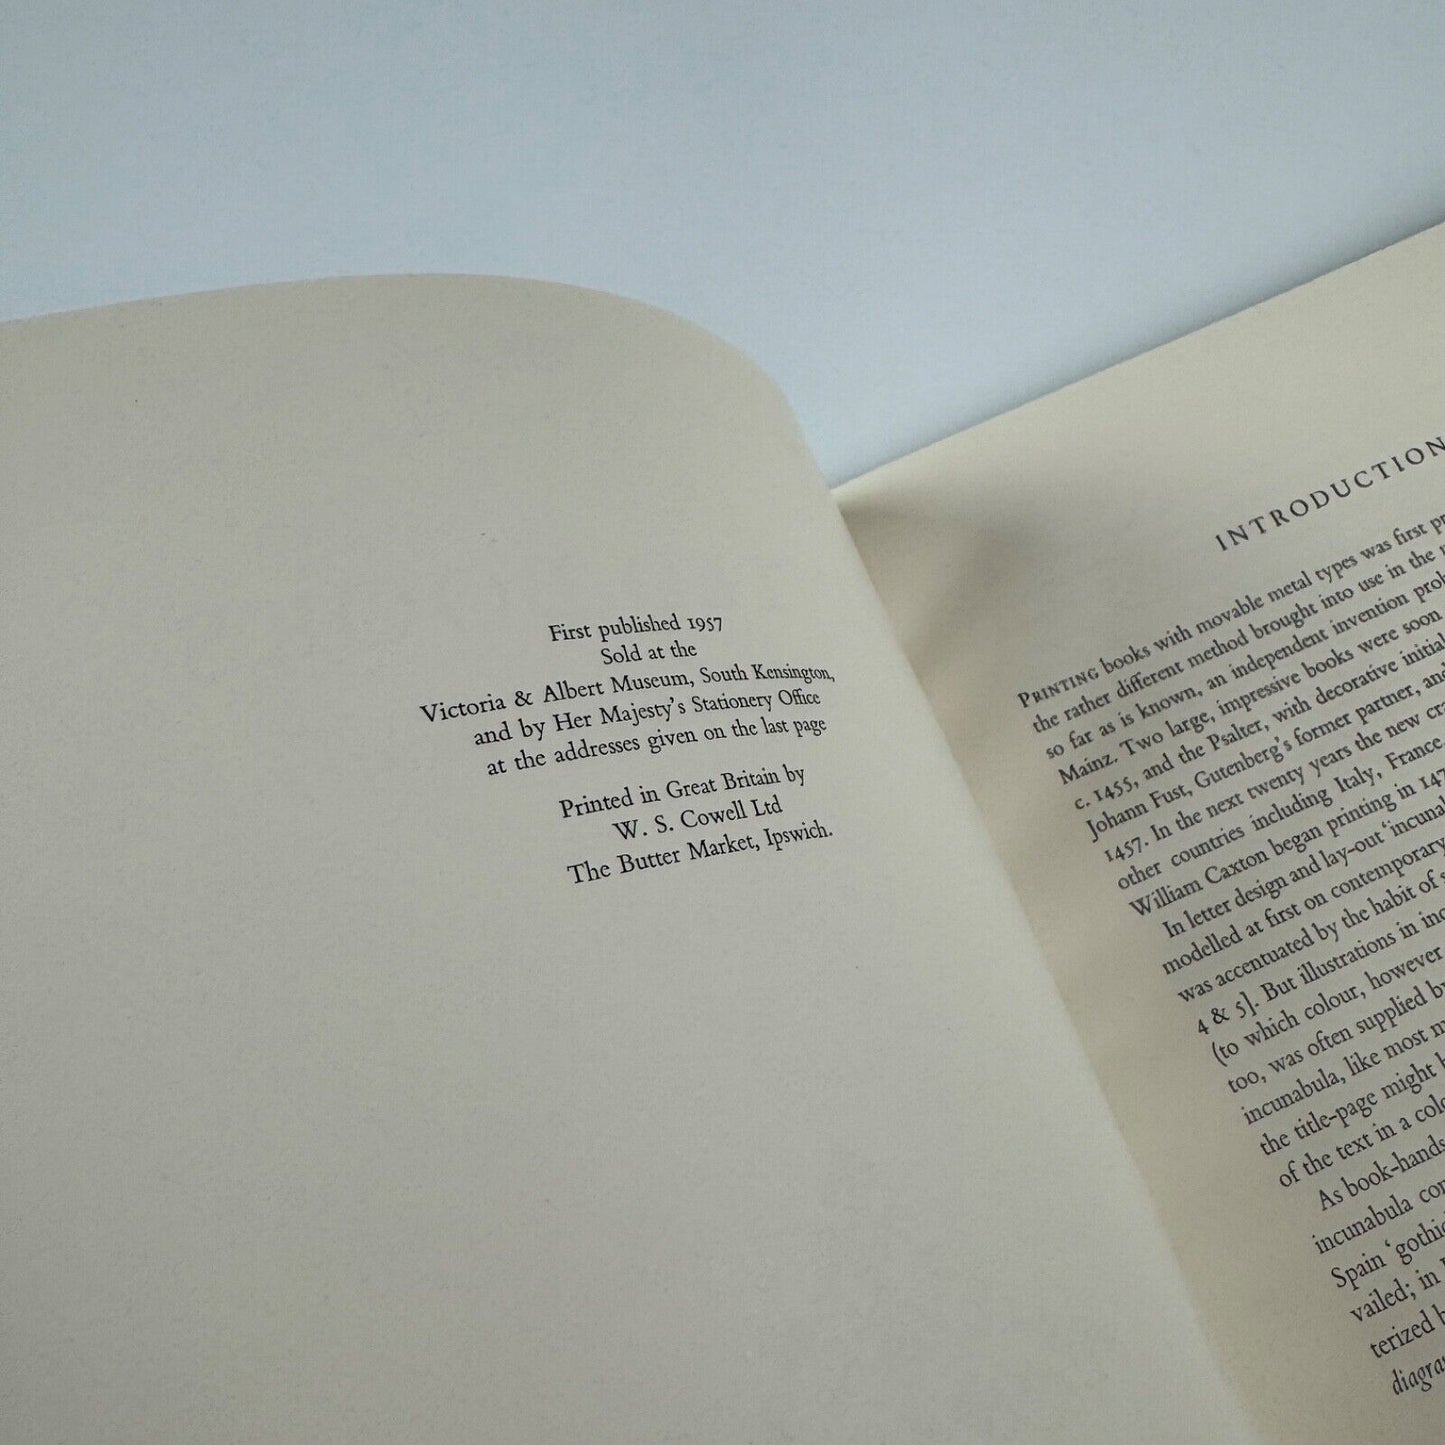 First published 1957
Sold at the
Victoria & Albert Museum, South Kensington,
and by Her Majesty's Stationery Office
at the addresses given on the last page
Printed in Great Britain by
W. S. Cowell Ltd
The Butter Market, Ipswich.
INTRODUCTION
PRINTING books with movable metal types was first
the rather different method brought into use in the
so far as is known, an independent invention
Mainz. Two large, impressive books were soon
c. 1455, and the Psalter, with decorative
Johann Fust, Gutenberg's former partner,
1457. In the next twenty years the new
other countries including Italy, France
William Caxton began printing in
In letter design and lay-out
modelled at first on contemporary
was accentuated by the habit of
4 & 5]. But illustrations in
(to which colour, however
too, was often supplied
incunabula, like most
the title-page might
of the text in a
As book-hands
incunabula
Spain
vailed; in
terized